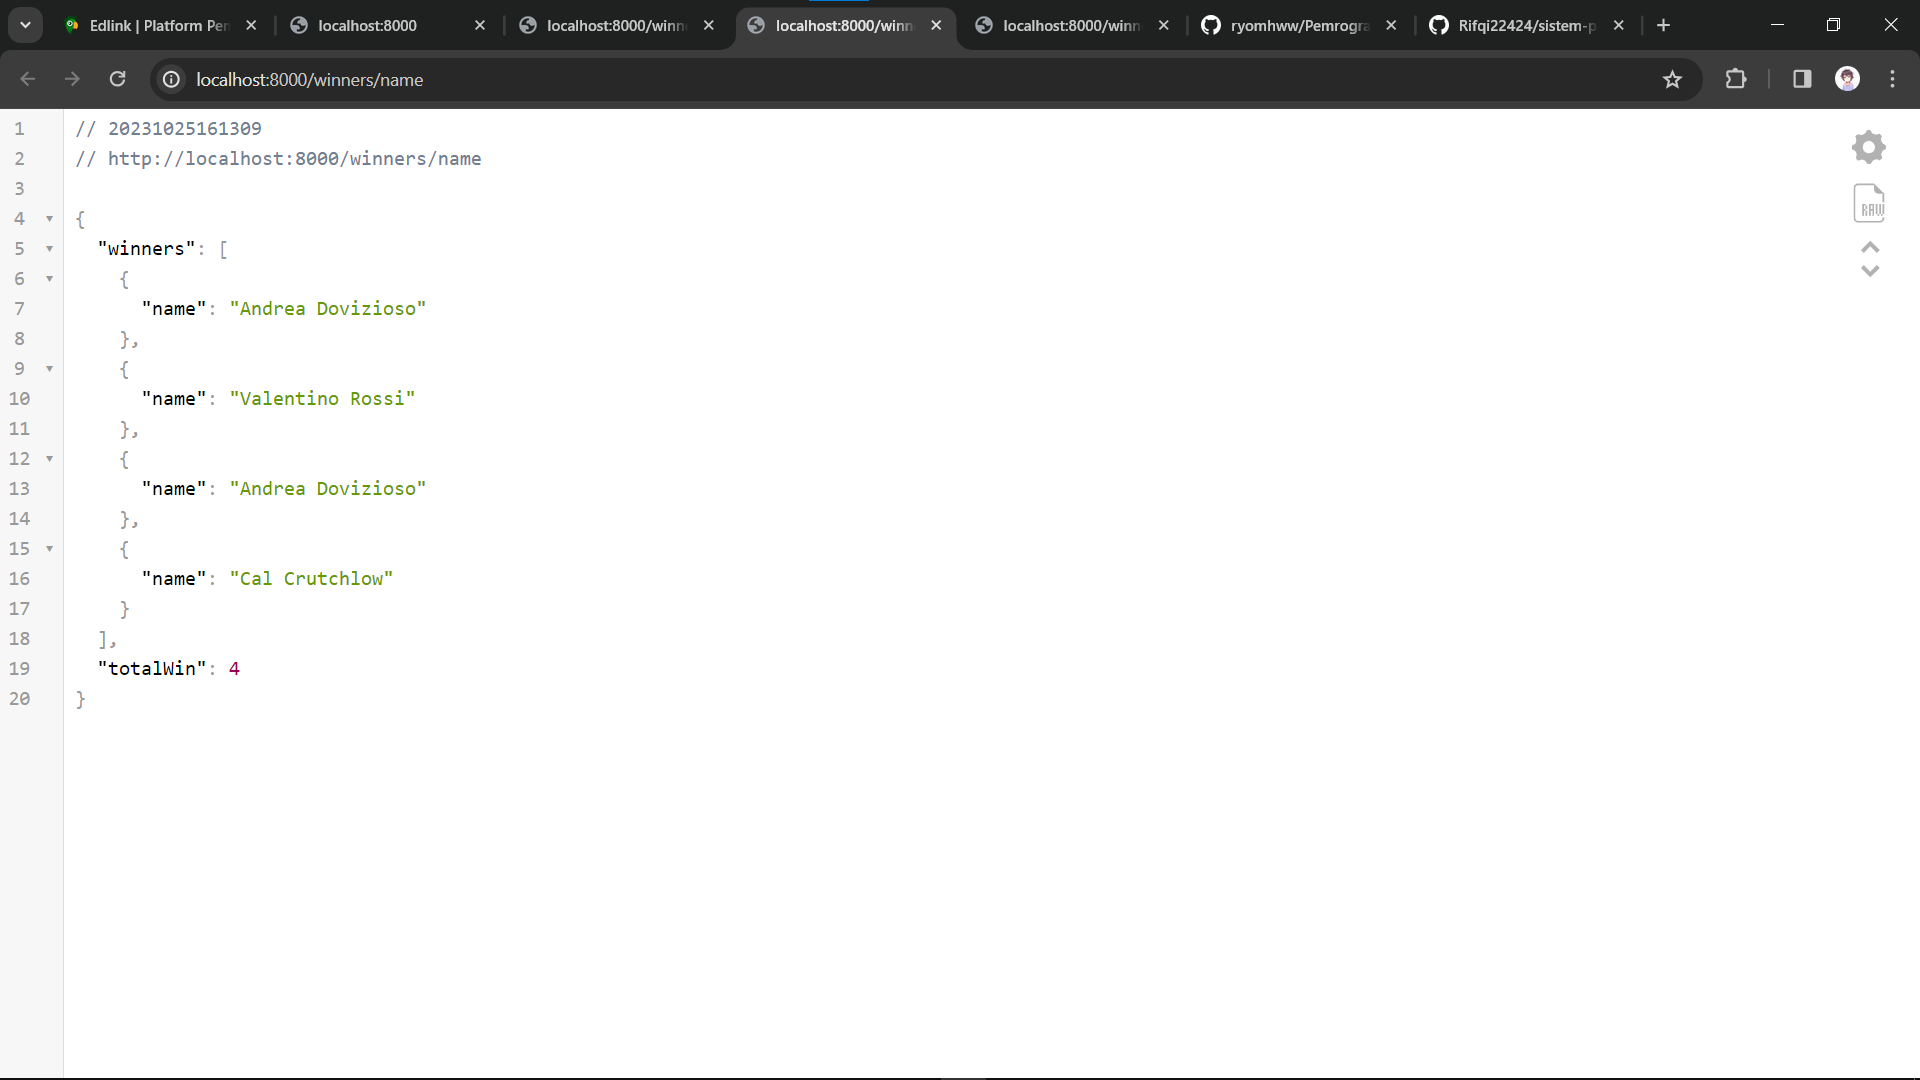 Edlink | Platform Pen
localhost:8000
localhost:8000/winn
localhost:8000/winn
localhost:8000/winn
ryomhww/Pemrogra
Rifqi22424/sistem-p
localhost:8000/winners/name
1 // 20231025161309
2 // http://localhost:8000/winners/name
3
4 {
5 "winners": [
6 {
7 "name": "Andrea Dovizioso"
8 },
9 {
10 "name": "Valentino Rossi"
11 },
12 {
13 "name": "Andrea Dovizioso"
14 },
15 {
16 "name": "Cal Crutchlow"
17 }
18 ],
19 "totalWin": 4
20 }
RAW